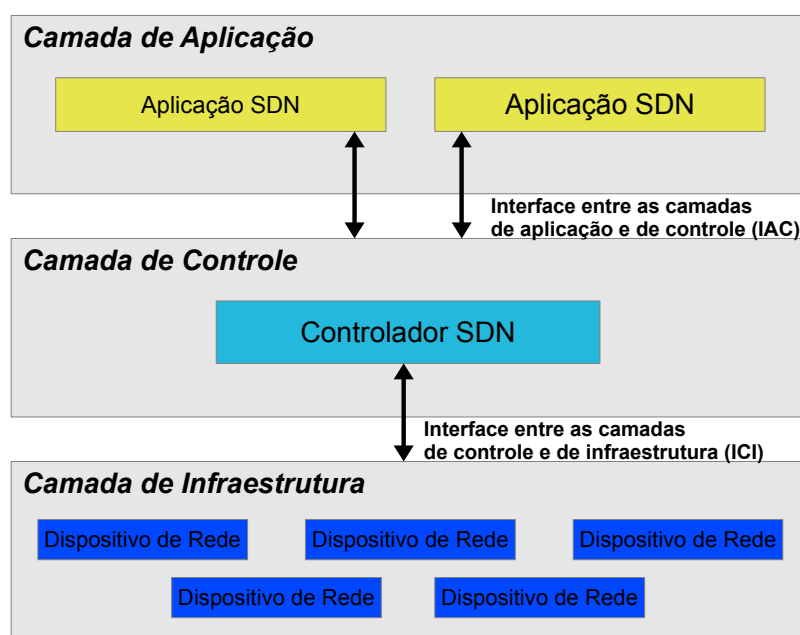 Camada de Aplicação
Aplicação SDN
Aplicação SDN
Interface entre as camadas
de aplicação e de controle (IAC)
Camada de Controle
Controlador SDN
Interface entre as camadas
de controle e de infraestrutura (ICI)
Camada de Infraestrutura
Dispositivo de Rede
Dispositivo de Rede
Dispositivo de Rede
Dispositivo de Rede
Dispositivo de Rede